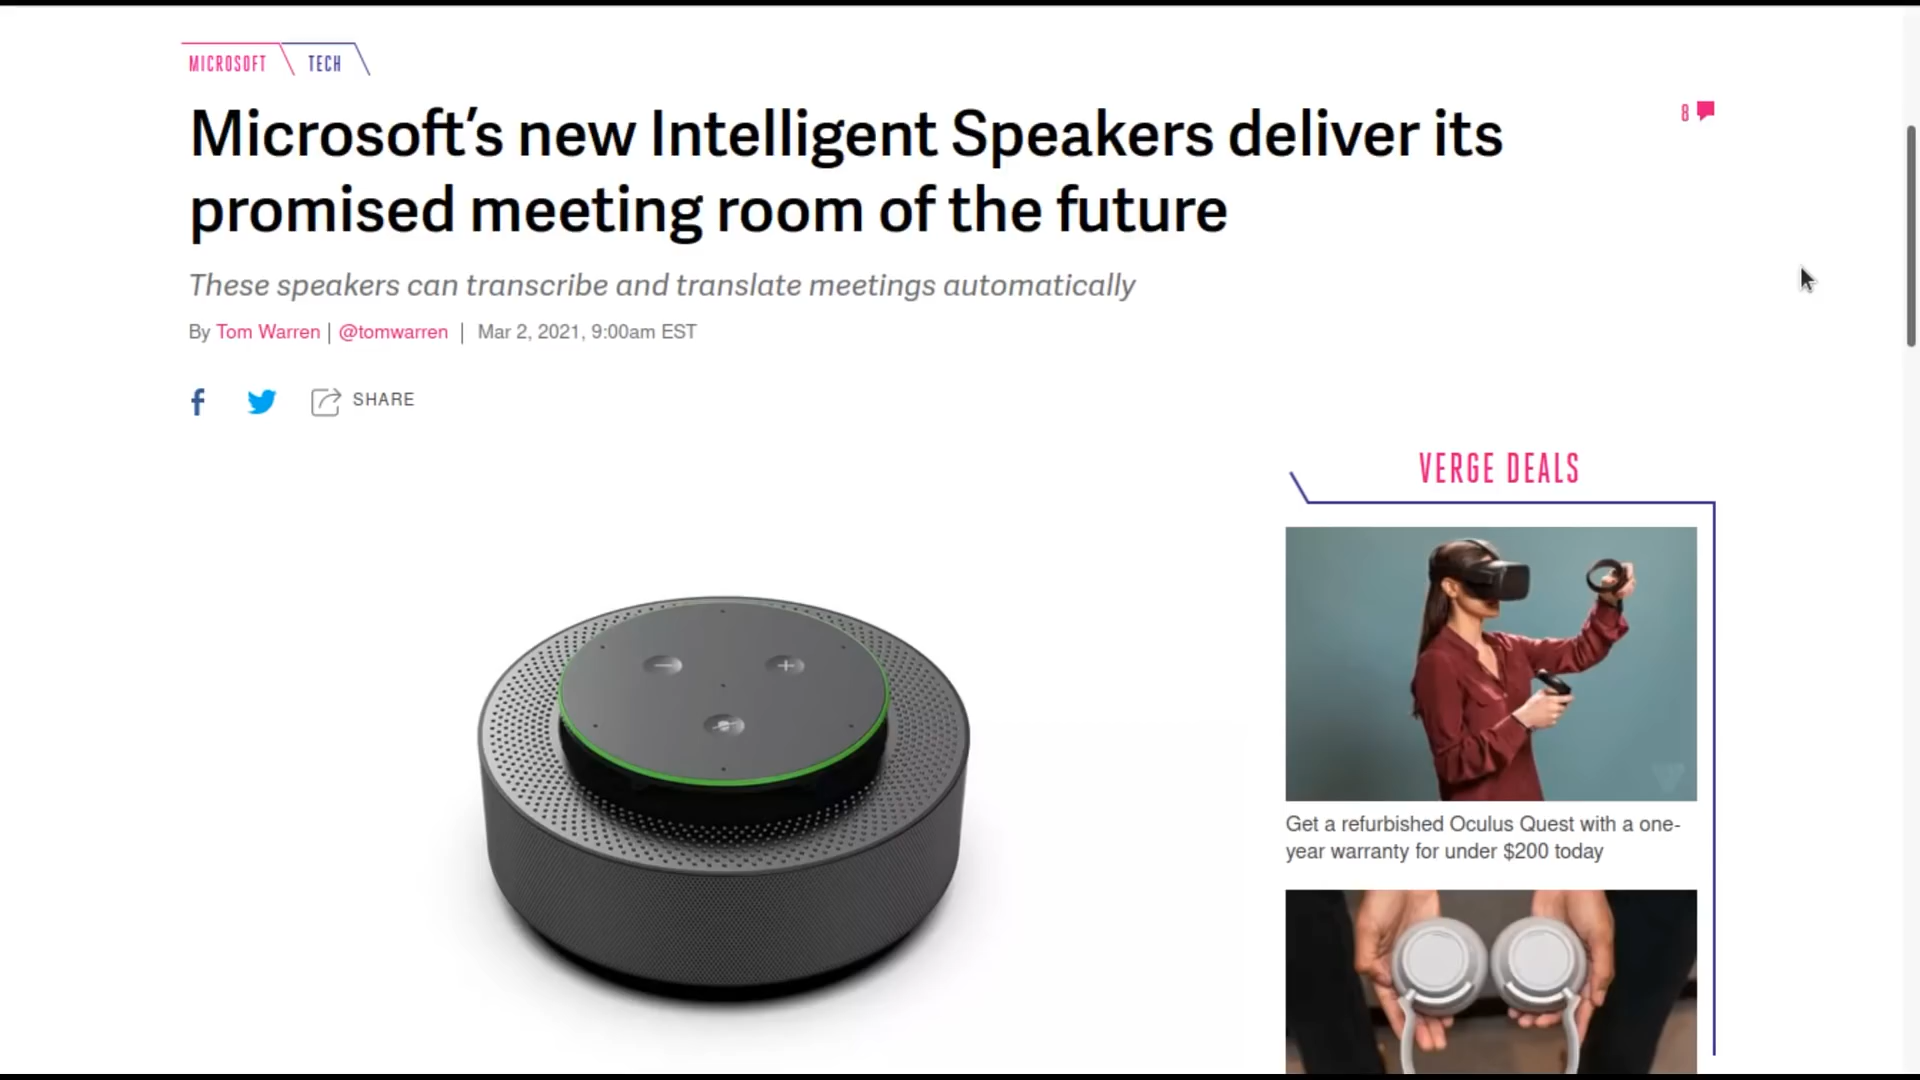 MICROSOFT
TECH
Microsoft’s new Intelligent Speakers deliver its
promised meeting room of the future
8
These speakers can transcribe and translate meetings automatically
By Tom Warren | @tomwarren | Mar 2, 2021, 9:00am EST
SHARE
VERGE DEALS
Get a refurbished Oculus Quest with a one-
year warranty for under $200 today